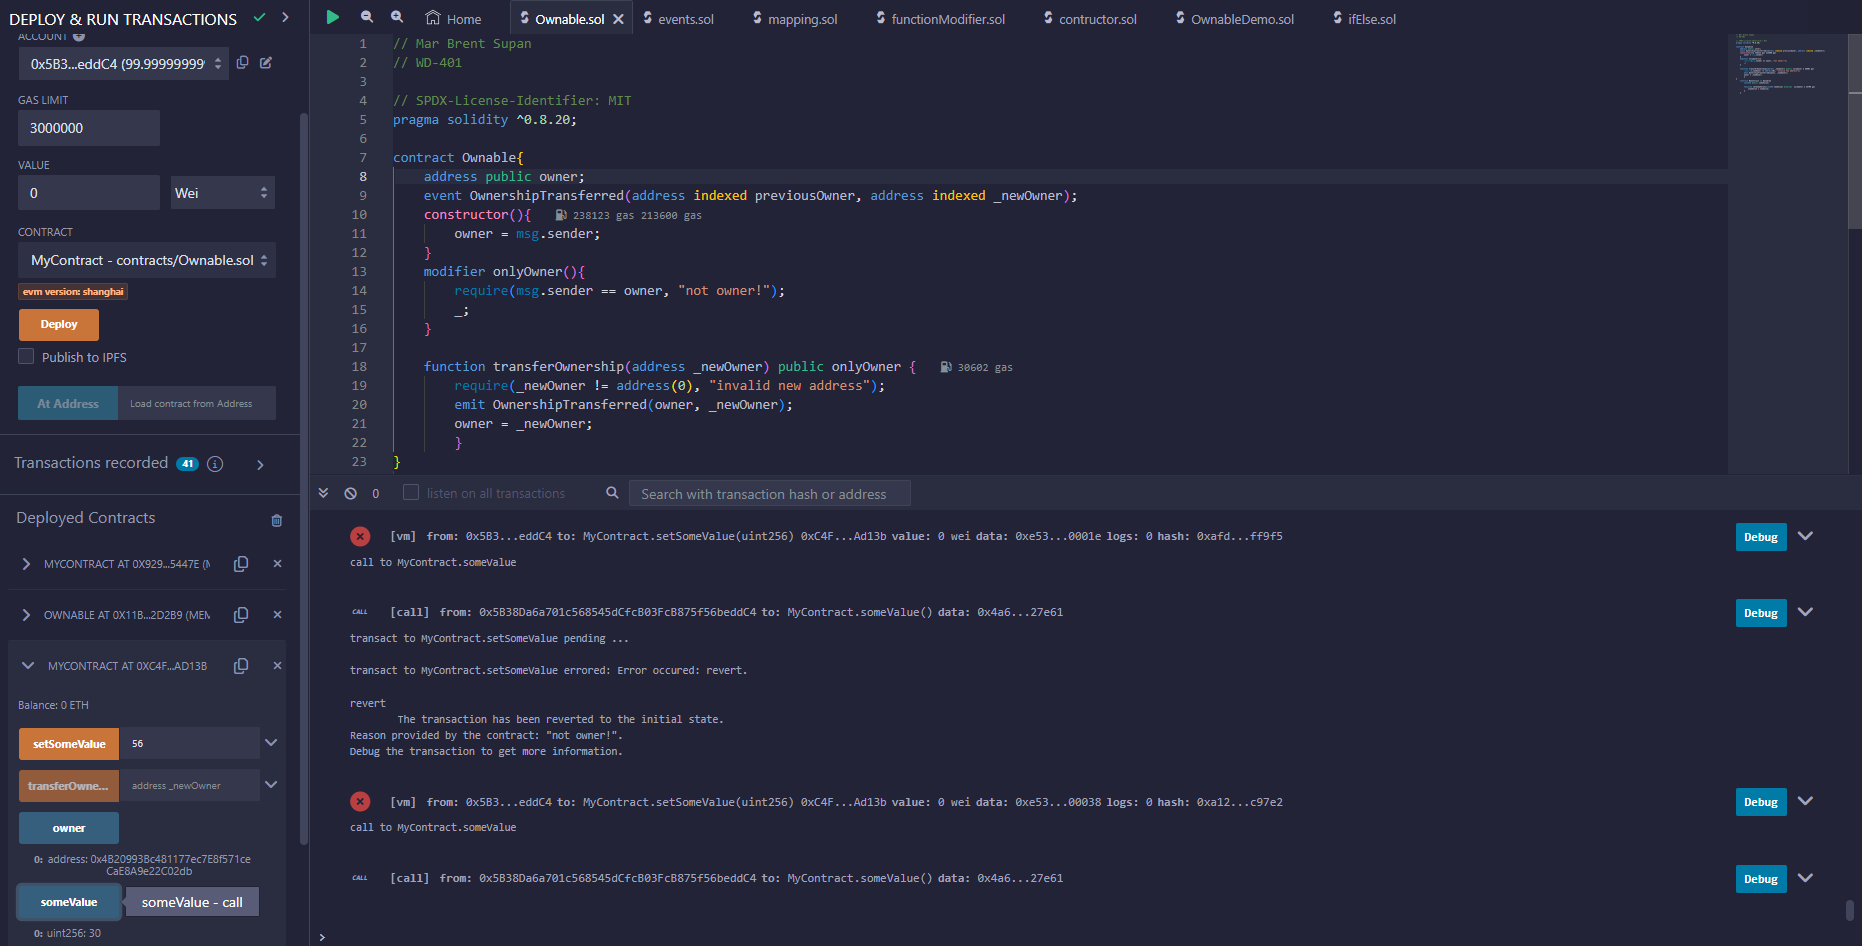 DEPLOY & RUN TRANSACTIONS
ACCOUNT
0x5B3...eddC4 (99.99999999
GAS LIMIT
3000000
VALUE
0
Wei
CONTRACT
MyContract - contracts/Ownable.sol
evm version: shanghai
Deploy
Publish to IPFS
At Address
Load contract from Address
Transactions recorded 41
Deployed Contracts
MYCONTRACT AT 0X929...5447E (M
OWNABLE AT 0X11B...2D2B9 (MEM
MYCONTRACT AT 0XC4F...AD13B
Balance: 0 ETH
setSomeValue
56
transferOwne...
address _newOwner
owner
0: address: 0x4B20993Bc481177ec7E8f571ce
CaE8A9e22C02db
someValue
someValue - call
0: uint256: 30
Home
Ownable.sol
events.sol
mapping.sol
functionModifier.sol
contructor.sol
OwnableDemo.sol
ifElse.sol
1 // Mar Brent Supan
2 // WD-401
3
4 // SPDX-License-Identifier: MIT
5 pragma solidity ^0.8.20;
6
7 contract Ownable{
8 address public owner;
9 event OwnershipTransferred(address indexed previousOwner, address indexed _newOwner);
10 constructor(){ 238123 gas 213600 gas
11 owner = msg.sender;
12 }
13 modifier onlyOwner(){
14 require(msg.sender == owner, "not owner!");
15 _;
16 }
17
18 function transferOwnership(address _newOwner) public onlyOwner { 30602 gas
19 require(_newOwner != address(0), "invalid new address");
20 emit OwnershipTransferred(owner, _newOwner);
21 owner = _newOwner;
22 }
23 }
0
listen on all transactions
Search with transaction hash or address
[vm] from: 0x5B3...eddC4 to: MyContract.setSomeValue(uint256) 0xC4F...Ad13b value: 0 wei data: 0xe53...0001e logs: 0 hash: 0xafd...ff9f5
Debug
call to MyContract.someValue
CALL [call] from: 0x5B38Da6a701c568545dCfcB03FcB875f56beddC4 to: MyContract.someValue() data: 0x4a6...27e61
Debug
transact to MyContract.setSomeValue pending ...
transact to MyContract.setSomeValue errored: Error occured: revert.
revert
The transaction has been reverted to the initial state.
Reason provided by the contract: "not owner!".
Debug the transaction to get more information.
[vm] from: 0x5B3...eddC4 to: MyContract.setSomeValue(uint256) 0xC4F...Ad13b value: 0 wei data: 0xe53...00038 logs: 0 hash: 0xa12...c97e2
Debug
call to MyContract.someValue
CALL [call] from: 0x5B38Da6a701c568545dCfcB03FcB875f56beddC4 to: MyContract.someValue() data: 0x4a6...27e61
Debug
>